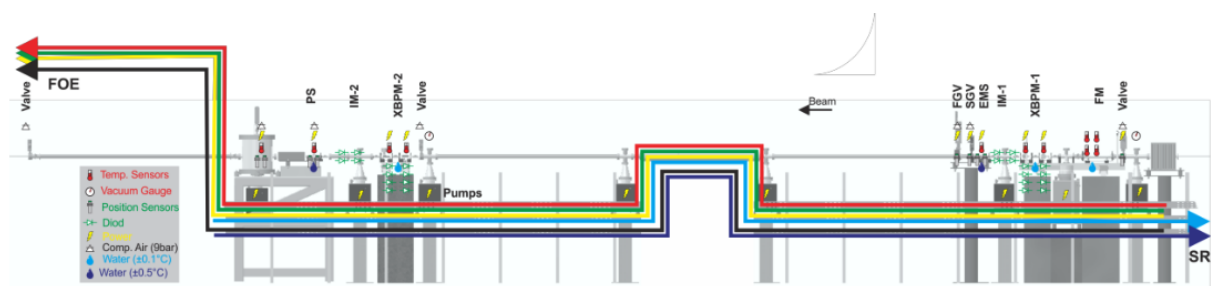 FOE
Valve
PS
IM-2
XBPM-2
Valve
Beam
FGV
SGV
EMS
IM-1
XBPM-1
FM
Valve
Pumps
Temp. Sensors
Vacuum Gauge
Position Sensors
Diod
Power
Comp. Air (9bar)
Water (±0.1°C)
Water (±0.5°C)
SR